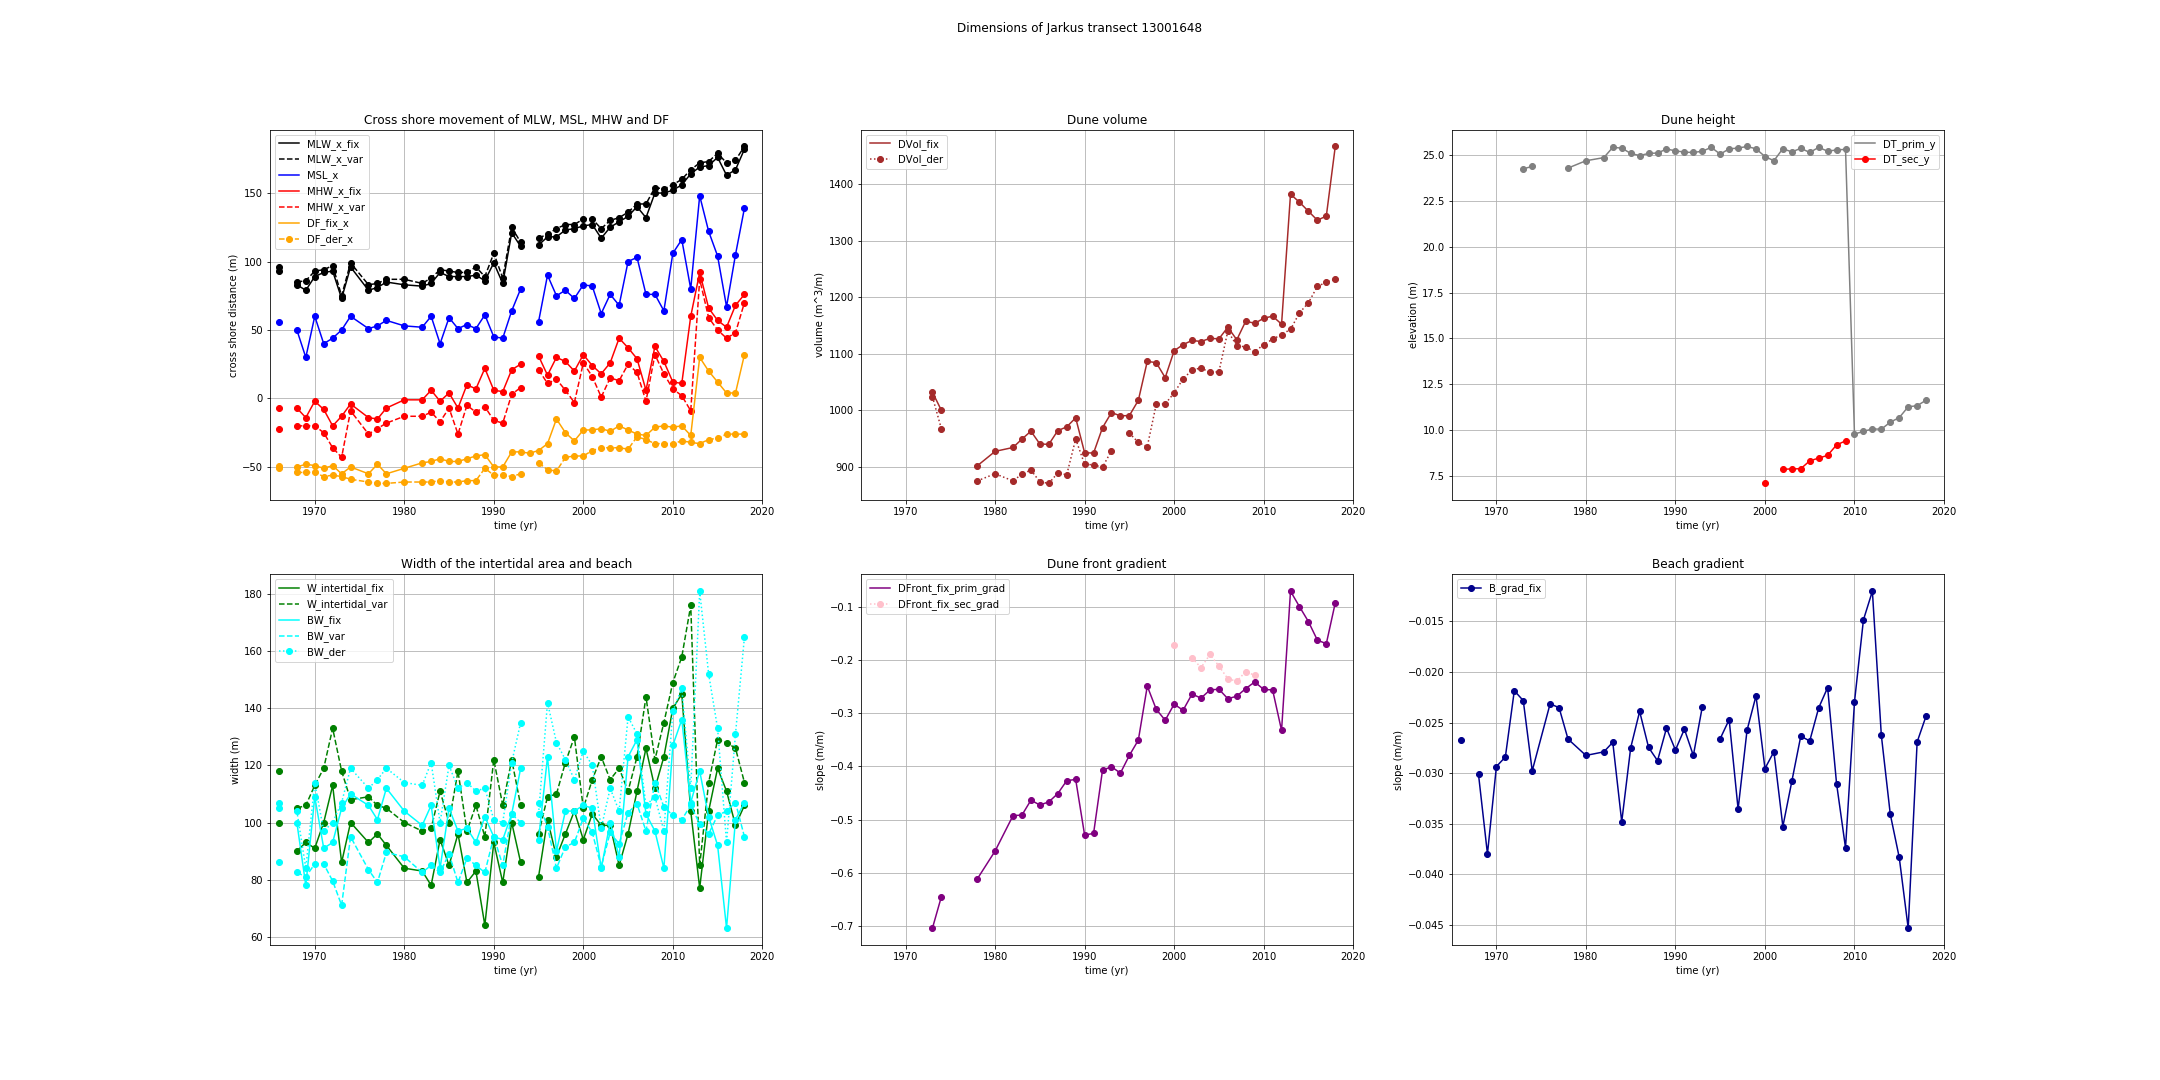 Dimensions of Jarkus transect 13001648
Cross shore movement of MLW, MSL, MHW and DF
MLW_x_fix
MLW_x_var
MSL_x
MHW_x_fix
MHW_x_var
DF_fix_x
DF_der_x
cross shore distance (m)
150
100
50
0
−50
1970 1980 1990 2000 2010 2020
time (yr)
Dune volume
DVol_fix
DVol_der
volume (m^3/m)
1400
1300
1200
1100
1000
900
1970 1980 1990 2000 2010 2020
time (yr)
Dune height
DT_prim_y
DT_sec_y
elevation (m)
25.0
22.5
20.0
17.5
15.0
12.5
10.0
7.5
1970 1980 1990 2000 2010 2020
time (yr)
Width of the intertidal area and beach
W_intertidal_fix
W_intertidal_var
BW_fix
BW_var
BW_der
width (m)
180
160
140
120
100
80
60
1970 1980 1990 2000 2010 2020
time (yr)
Dune front gradient
DFront_fix_prim_grad
DFront_fix_sec_grad
slope (m/m)
−0.1
−0.2
−0.3
−0.4
−0.5
−0.6
−0.7
1970 1980 1990 2000 2010 2020
time (yr)
Beach gradient
B_grad_fix
slope (m/m)
−0.015
−0.020
−0.025
−0.030
−0.035
−0.040
−0.045
1970 1980 1990 2000 2010 2020
time (yr)